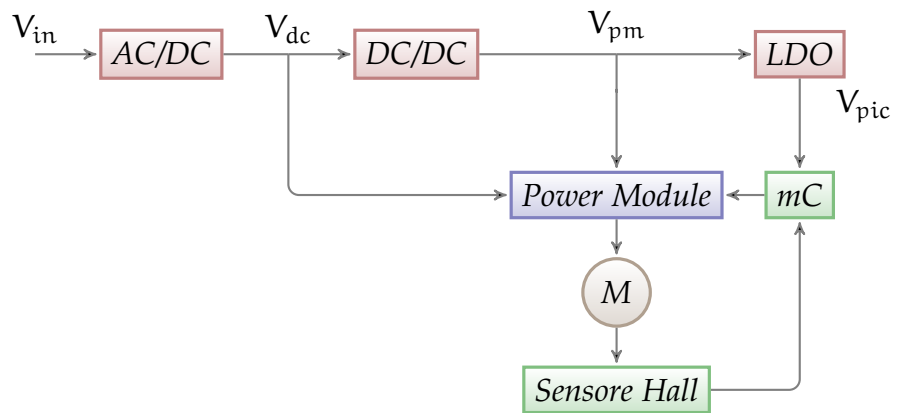 V_in
AC/DC
V_dc
DC/DC
V_pm
LDO
V_pic
Power Module
mC
M
Sensore Hall